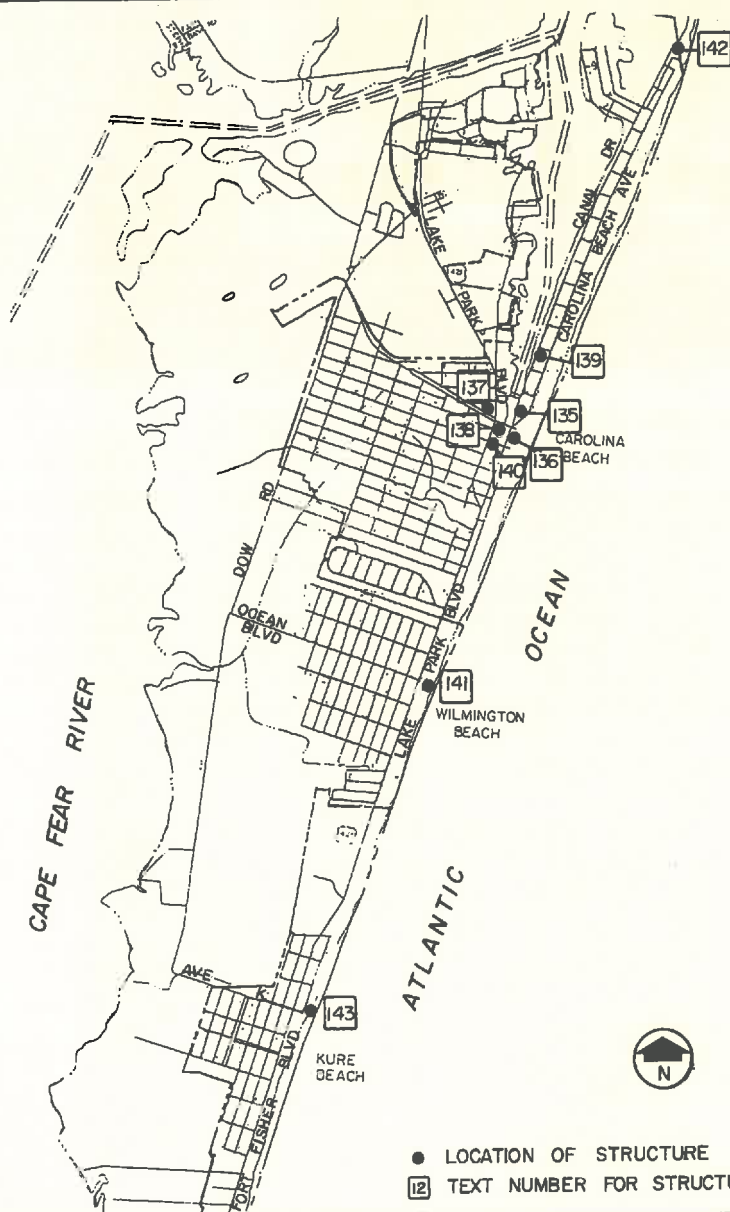 142
CANAL DR
CAROLINA BEACH AVE
LAKE PARK BLVD
139
137
135
138
136
140
CAROLINA
BEACH
DOW RD
OCEAN
BLVD
LAKE PARK BLVD
141
WILMINGTON
BEACH
CAPE FEAR RIVER
ATLANTIC OCEAN
AVE K
143
KURE
BEACH
FORT FISHER BLVD
N
LOCATION OF STRUCTURE
12 TEXT NUMBER FOR STRUCTU